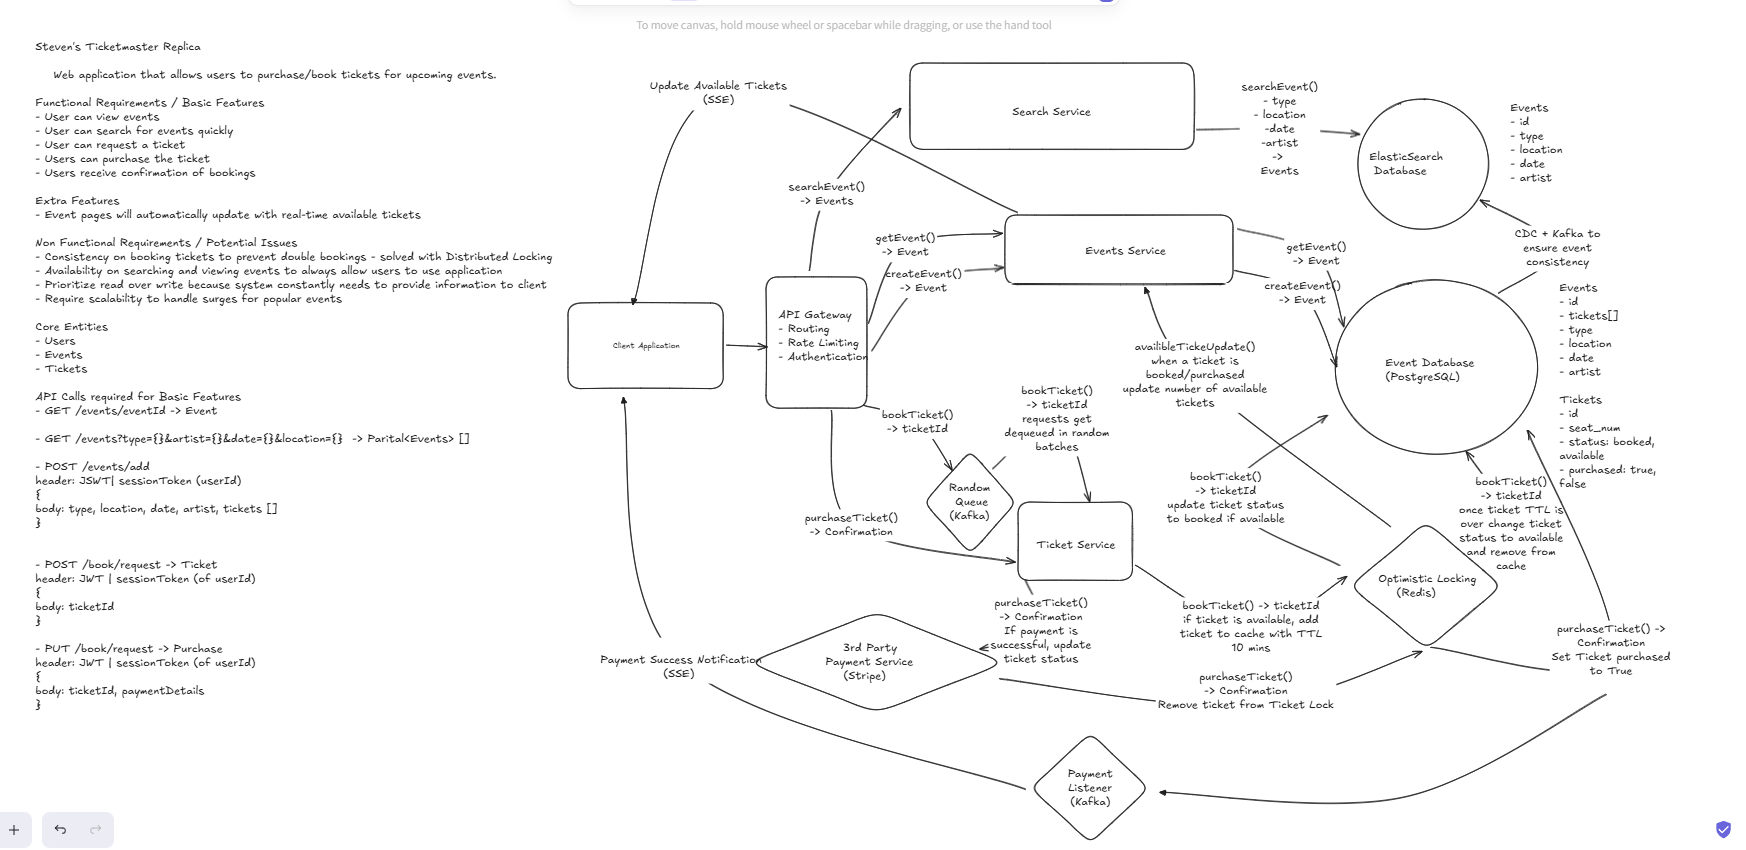 To move canvas, hold mouse wheel or spacebar while dragging, or use the hand tool
Steven's Ticketmaster Replica
Web application that allows users to purchase/book tickets for upcoming events.
Functional Requirements / Basic Features
- User can view events
- User can search for events quickly
- User can request a ticket
- Users can purchase the ticket
- Users receive confirmation of bookings
Extra Features
- Event pages will automatically update with real-time available tickets
Non Functional Requirements / Potential Issues
- Consistency on booking tickets to prevent double bookings - solved with Distributed Locking
- Availability on searching and viewing events to always allow users to use application
- Prioritize read over write because system constantly needs to provide information to client
- Require scalability to handle surges for popular events
Core Entities
- Users
- Events
- Tickets
API Calls required for Basic Features
- GET /events/eventId -> Event
- GET /events?type={}&artist={}&date={}&location={} -> Parital<Events> []
- POST /events/add
header: JSWT| sessionToken (userId)
{
body: type, location, date, artist, tickets []
}
- POST /book/request -> Ticket
header: JWT | sessionToken (of userId)
{
body: ticketId
}
- PUT /book/request -> Purchase
header: JWT | sessionToken (of userId)
{
body: ticketId, paymentDetails
}
Update Available Tickets
(SSE)
Search Service
searchEvent()
- type
- location
-date
-artist
->
Events
ElasticSearch
Database
Events
- id
- type
- location
- date
- artist
searchEvent()
-> Events
getEvent()
-> Event
createEvent()
-> Event
Events Service
getEvent()
-> Event
createEvent()
-> Event
CDC + Kafka to
ensure event
consistency
Client Application
API Gateway
- Routing
- Rate Limiting
- Authentication
Event Database
(PostgreSQL)
Events
- id
- tickets[]
- type
- location
- date
- artist
Tickets
- id
- seat_num
- status: booked,
available
- purchased: true,
false
availibleTickeUpdate()
when a ticket is
booked/purchased
update number of available
tickets
bookTicket()
-> ticketId
bookTicket()
-> ticketId
requests get
dequeued in random
batches
Random
Queue
(Kafka)
purchaseTicket()
-> Confirmation
Ticket Service
bookTicket()
-> ticketId
update ticket status
to booked if available
bookTicket()
-> ticketId
once ticket TTL is
over change ticket
status to available
and remove from
cache
Optimistic Locking
(Redis)
bookTicket() -> ticketId
if ticket is available, add
ticket to cache with TTL
10 mins
purchaseTicket()
-> Confirmation
If payment is
successful, update
ticket status
3rd Party
Payment Service
(Stripe)
Payment Success Notification
(SSE)
purchaseTicket()
-> Confirmation
Remove ticket from Ticket Lock
purchaseTicket() ->
Confirmation
Set Ticket purchased
to True
Payment
Listener
(Kafka)